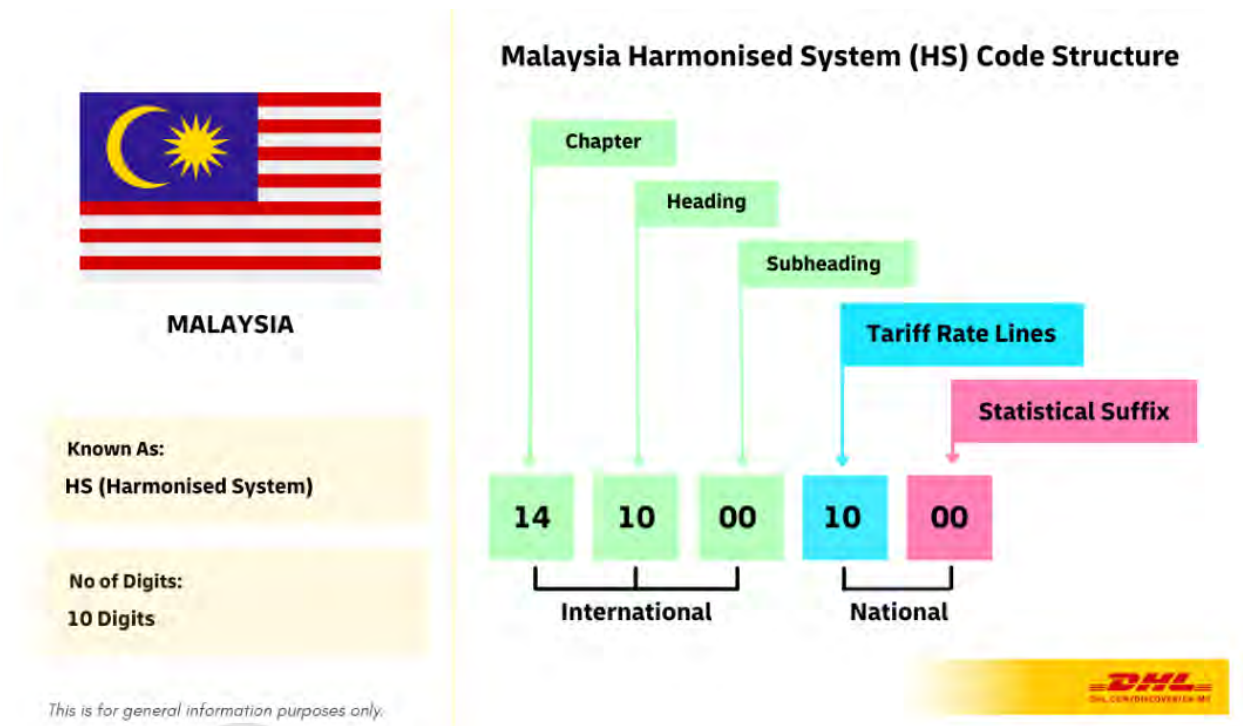 Malaysia Harmonised System (HS) Code Structure
Chapter
Heading
Subheading
Tariff Rate Lines
Statistical Suffix
MALAYSIA
Known As:
HS (Harmonised System)
No of Digits:
10 Digits
14 10 00 10 00
International National
This is for general information purposes only.
DHL